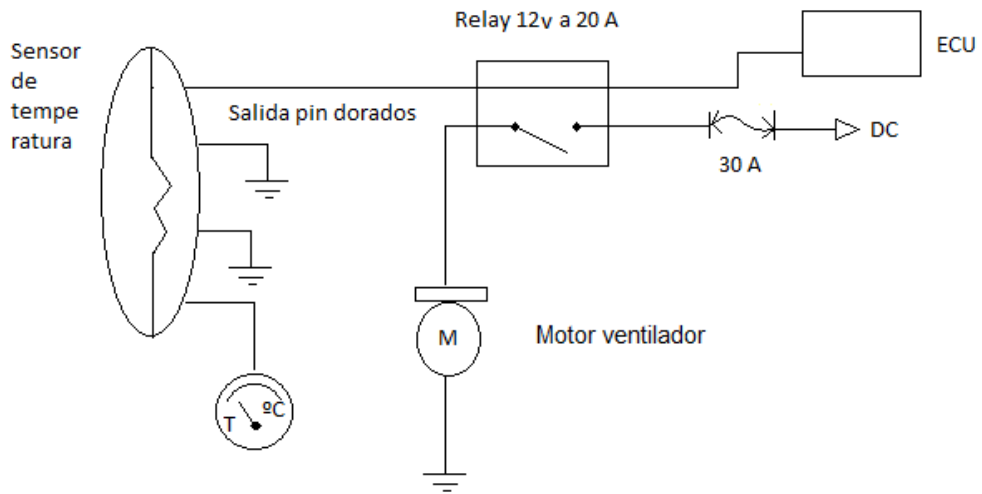 Relay 12v a 20 A
Sensor
de
tempe
ratura
ECU
Salida pin dorados
DC
30 A
M
Motor ventilador
T ºC